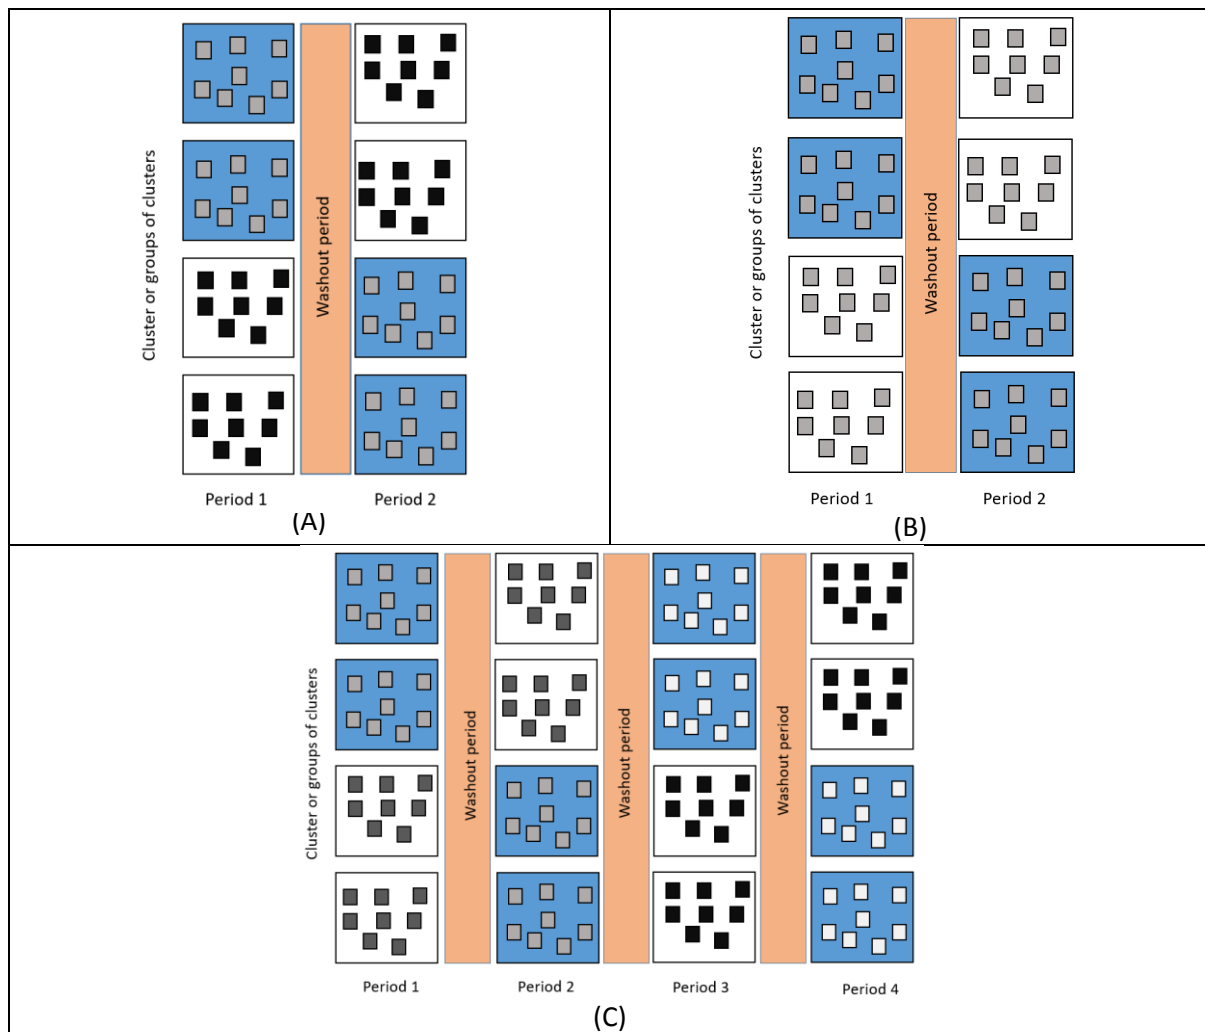 Cluster or groups of clusters
Washout period
Period 1
Period 2
(A)
Cluster or groups of clusters
Washout period
Period 1
Period 2
(B)
Cluster or groups of clusters
Washout period
Washout period
Washout period
Period 1
Period 2
Period 3
Period 4
(C)